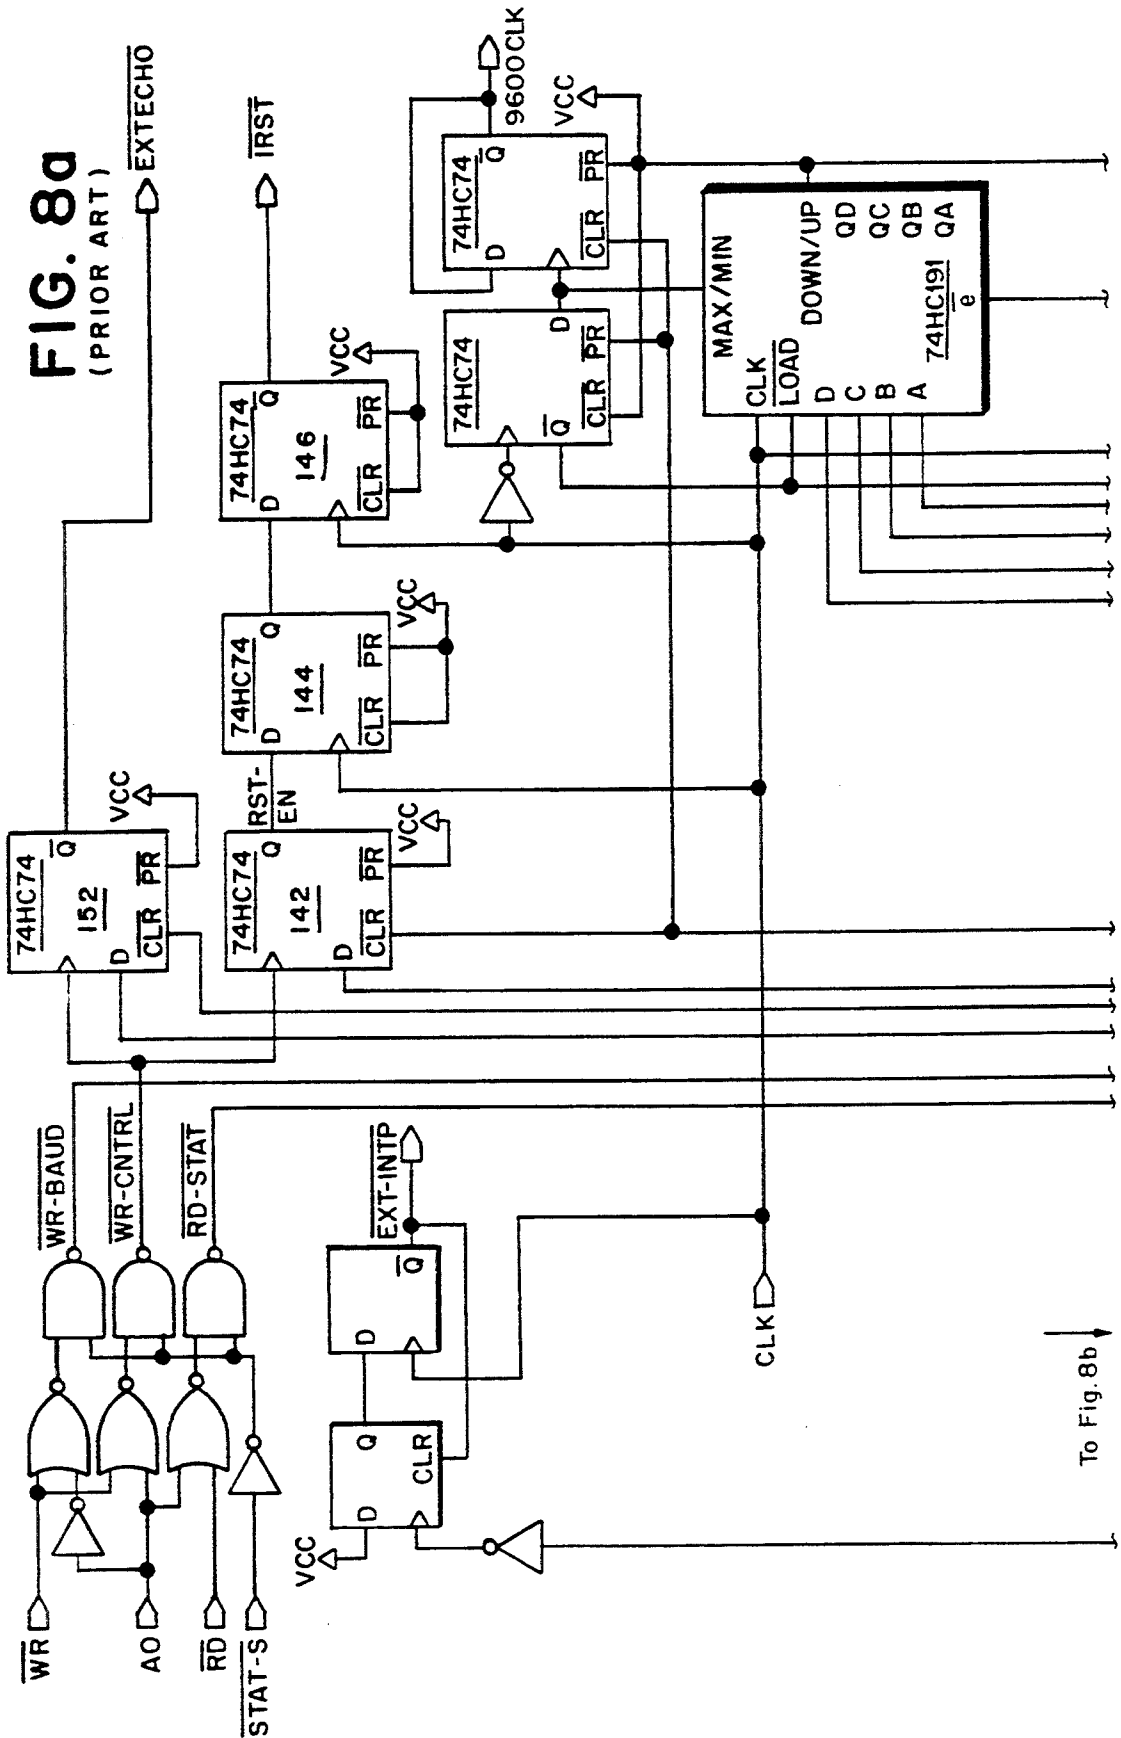 FIG. 8a
(PRIOR ART)
EXTECHO
IRST
9600CLK
WR
A0
RD
STAT-S
WR-BAUD
WR-CNTRL
RD-STAT
74HC74
152
Q
D
CLR
PR
VCC
74HC74
142
Q
D
CLR
PR
VCC
RST-
EN
74HC74
144
D
Q
CLR
PR
VCC
74HC74
146
D
Q
CLR
PR
VCC
74HC74
D
Q
CLR
PR
VCC
74HC74
Q
D
CLR
PR
VCC
D
Q
CLR
D
Q
EXT-INTP
CLK
MAX/MIN
CLK
LOAD
DOWN/UP
D
QD
C
QC
B
QB
A
QA
74HC191
e
To Fig. 8b